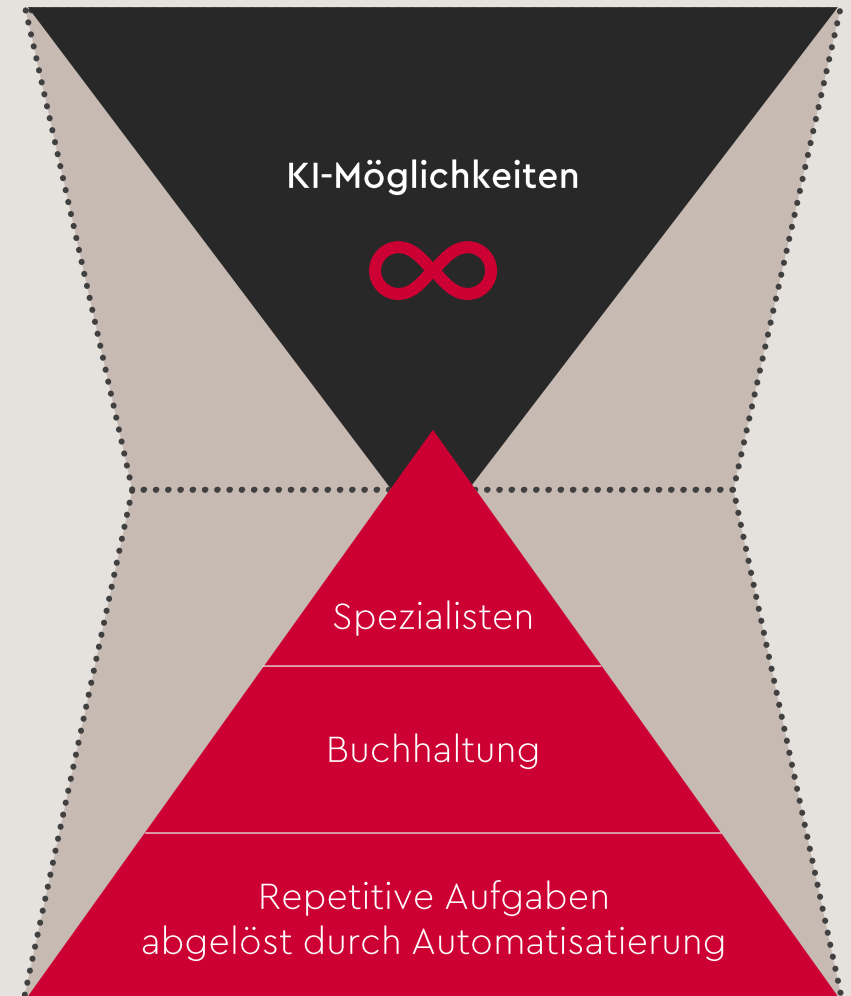 KI-Möglichkeiten
Spezialisten
Buchhaltung
Repetitive Aufgaben
abgelöst durch Automatisatierung